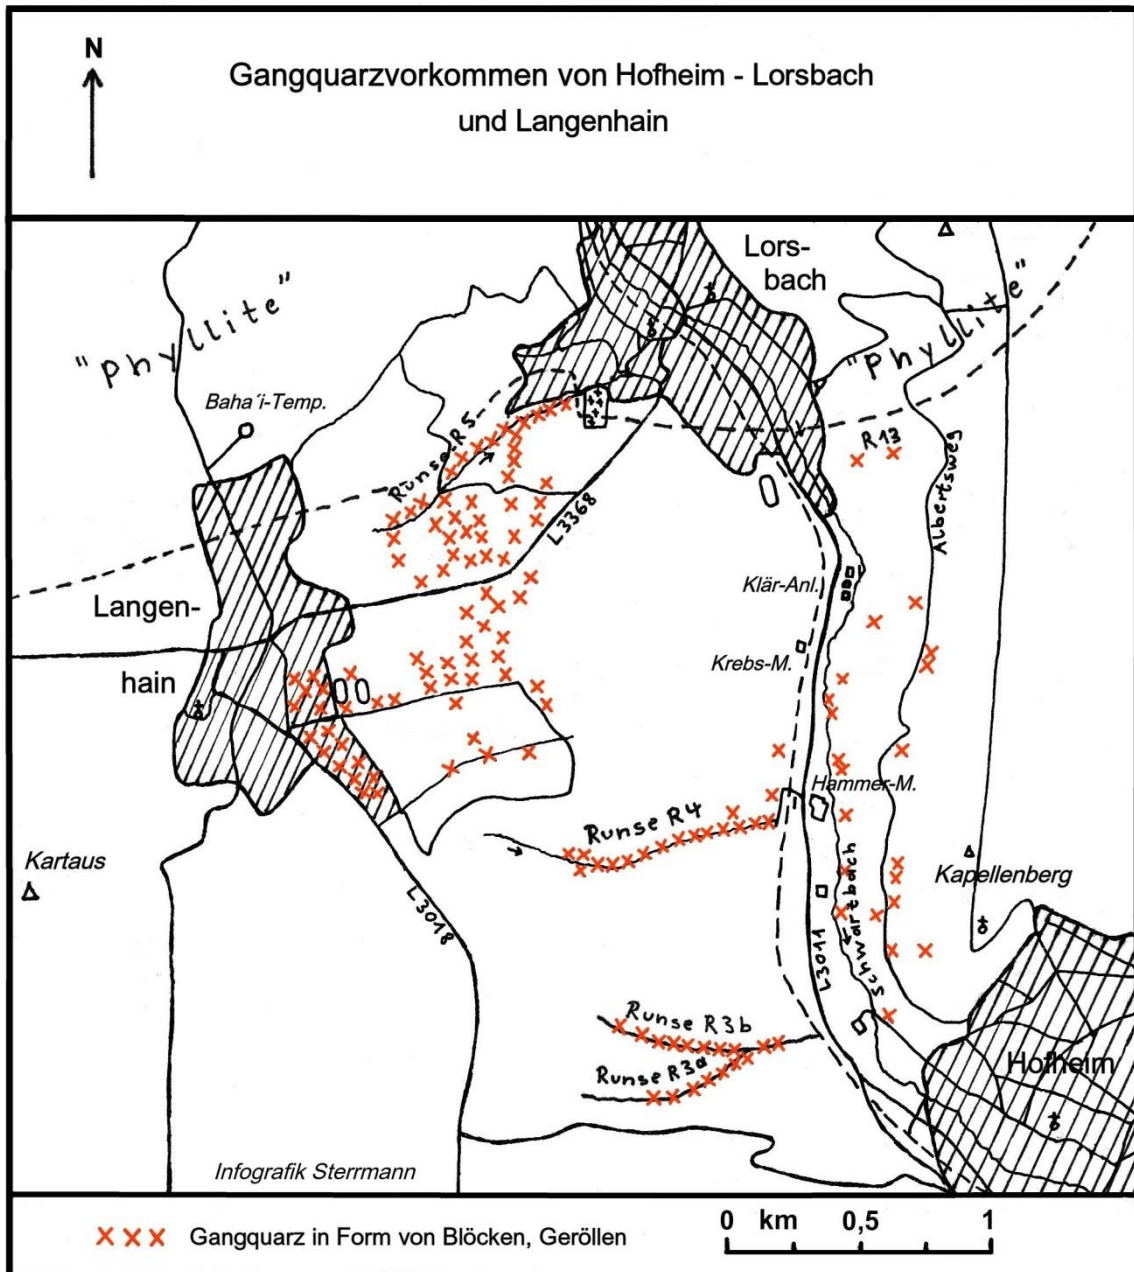 N
Gangquarzvorkommen von Hofheim - Lorsbach
und Langenhain
Lors-
bach
"Phyllite"
"Phyllite"
Baha´i-Temp.
Runse-R5
R13
Albertsweg
L3368
Klär-Anl.
Langen-
hain
Krebs-M.
Hammer-M.
Runse R4
Kartaus
Kapellenberg
L3018
Schwartbach
L3011
Runse R3b
Runse R3a
Hofheim
Infografik Sterrmann
Gangquarz in Form von Blöcken, Geröllen
0 km 0,5 1